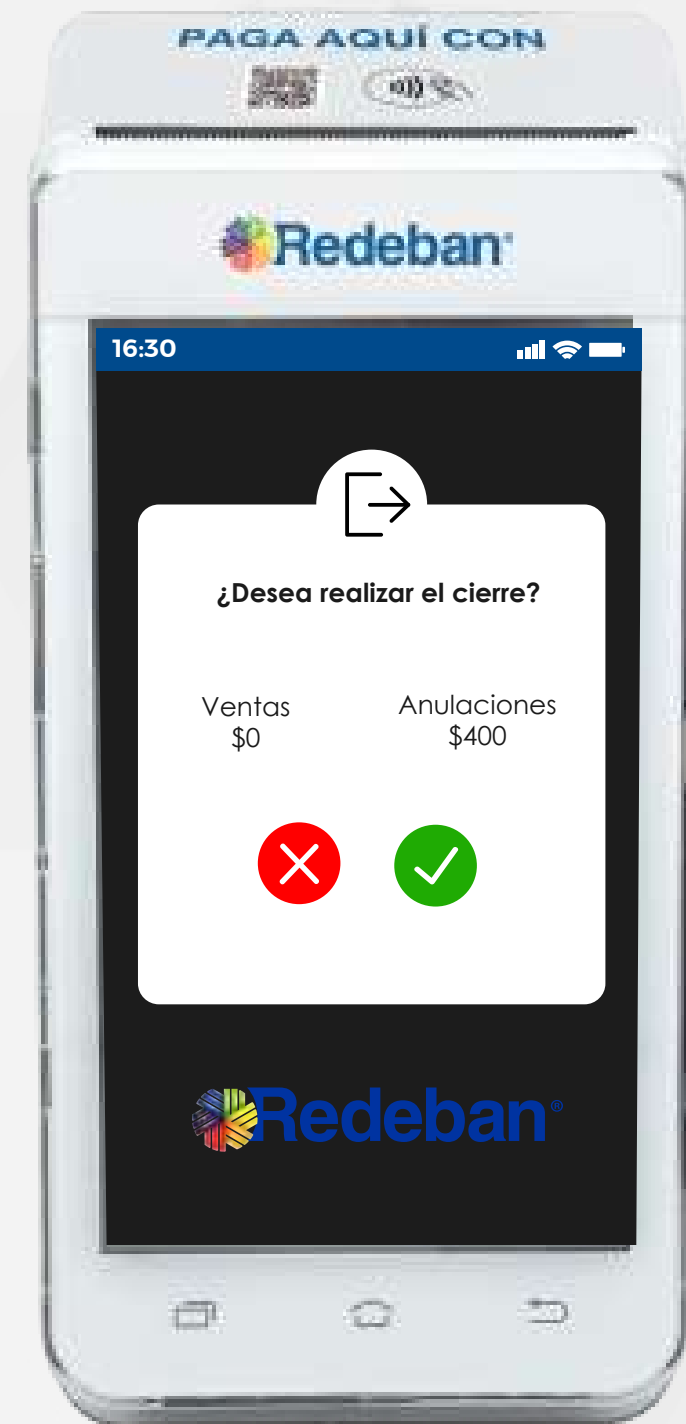 PAGA AQUÍ CON
Redeban
16:30
¿Desea realizar el cierre?
Ventas
$0
Anulaciones
$400
Redeban®